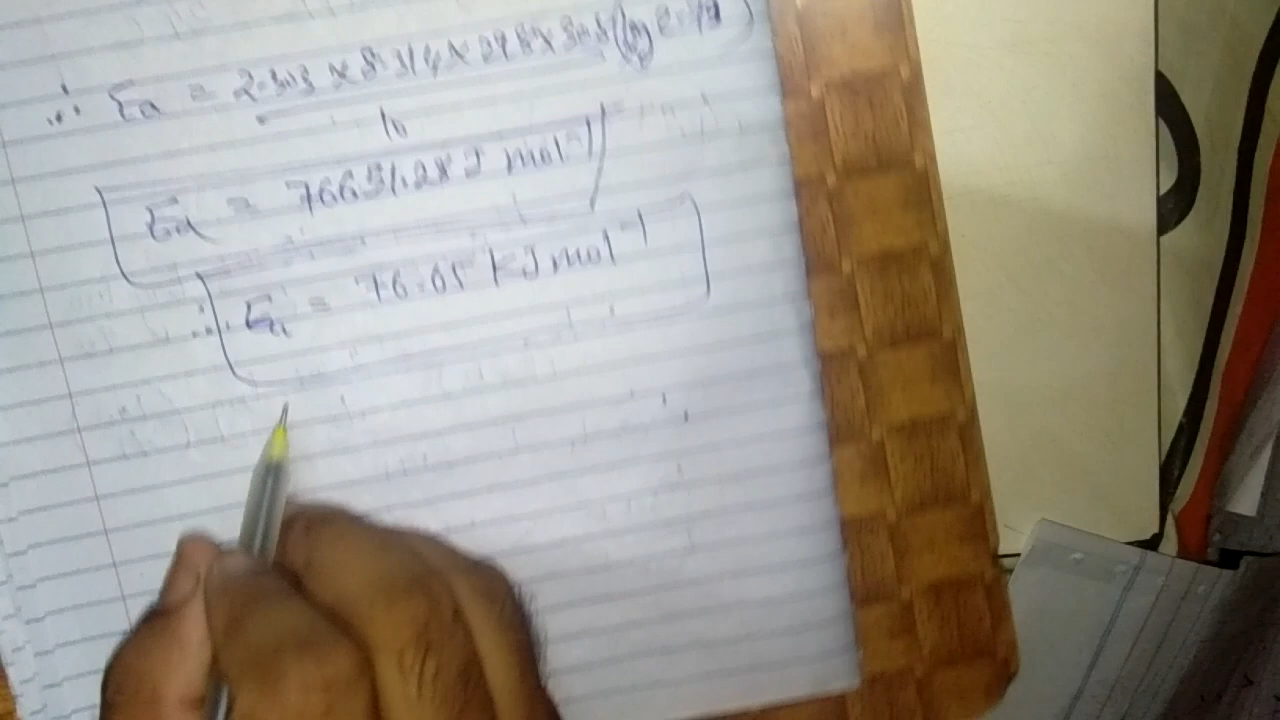 ∴ Ea = 2.303 × 8.314 × 298 × 308 (log
10
Ea = 76651.28 J mol⁻¹
∴ Ea = 76.65 kJ mol⁻¹